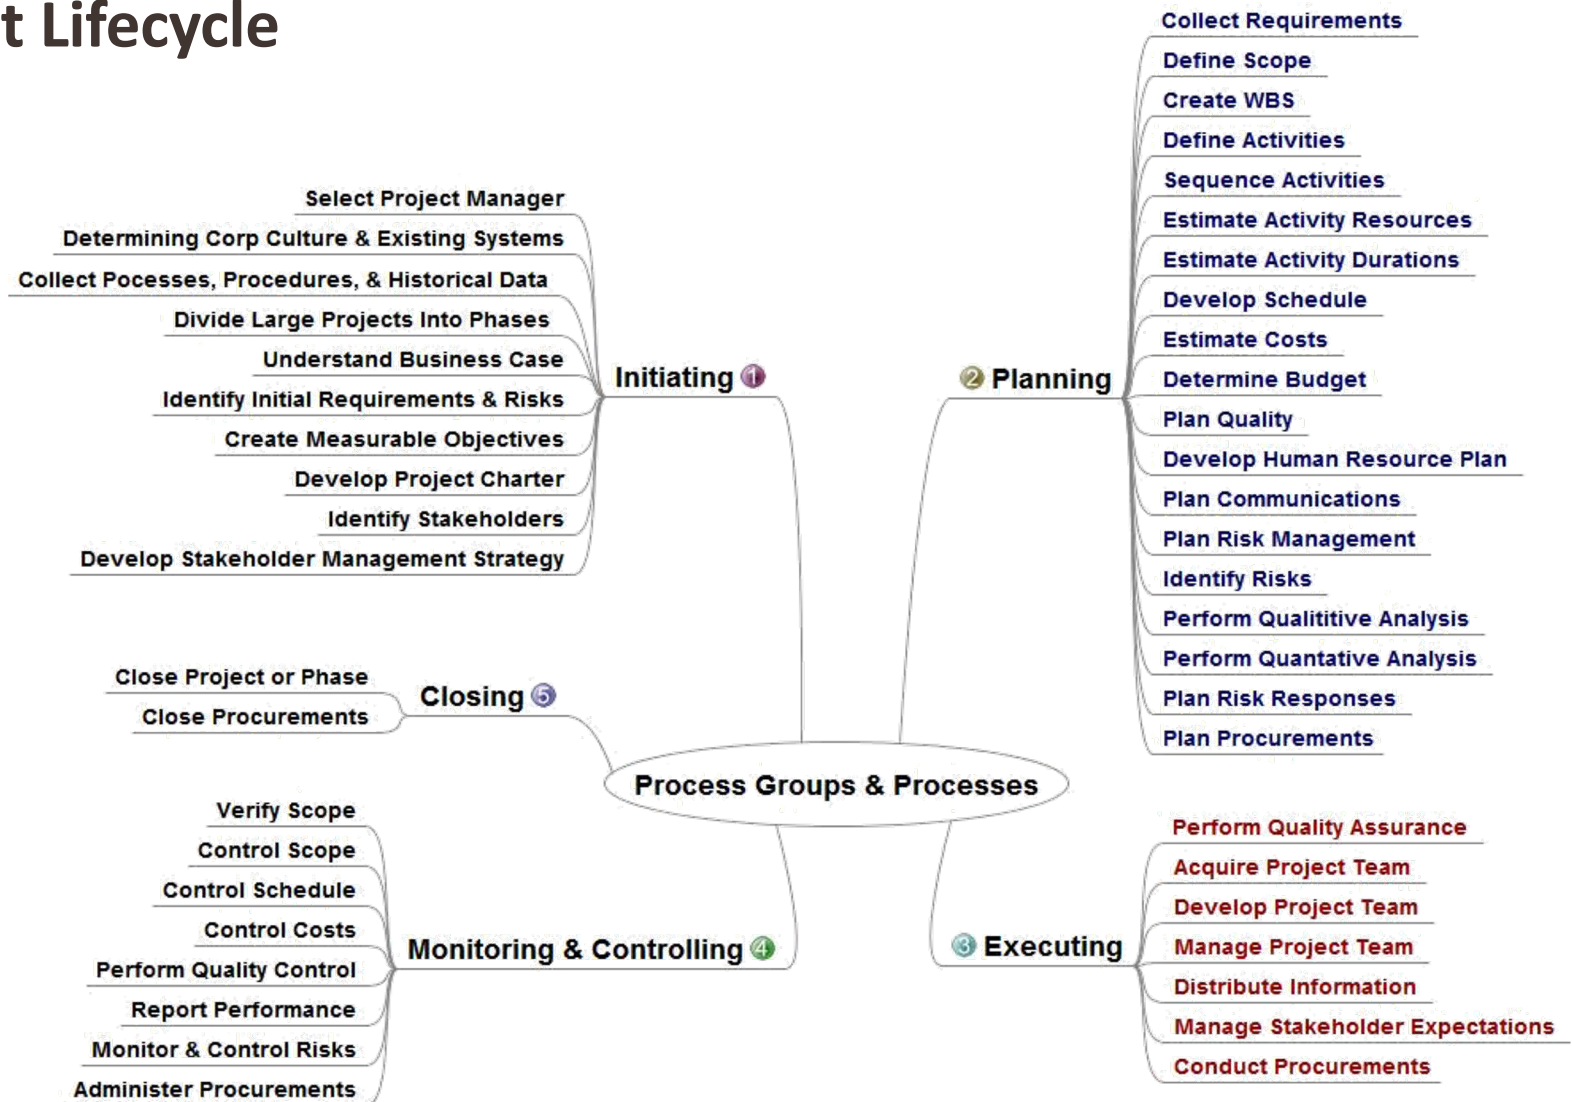 t Lifecycle
Select Project Manager
Determining Corp Culture & Existing Systems
Collect Pocesses, Procedures, & Historical Data
Divide Large Projects Into Phases
Understand Business Case
Identify Initial Requirements & Risks
Create Measurable Objectives
Develop Project Charter
Identify Stakeholders
Develop Stakeholder Management Strategy
Initiating 1
2 Planning
Collect Requirements
Define Scope
Create WBS
Define Activities
Sequence Activities
Estimate Activity Resources
Estimate Activity Durations
Develop Schedule
Estimate Costs
Determine Budget
Plan Quality
Develop Human Resource Plan
Plan Communications
Plan Risk Management
Identify Risks
Perform Qualititive Analysis
Perform Quantative Analysis
Plan Risk Responses
Plan Procurements
Close Project or Phase
Close Procurements
Closing 5
Process Groups & Processes
Verify Scope
Control Scope
Control Schedule
Control Costs
Perform Quality Control
Report Performance
Monitor & Control Risks
Administer Procurements
Monitoring & Controlling 4
3 Executing
Perform Quality Assurance
Acquire Project Team
Develop Project Team
Manage Project Team
Distribute Information
Manage Stakeholder Expectations
Conduct Procurements